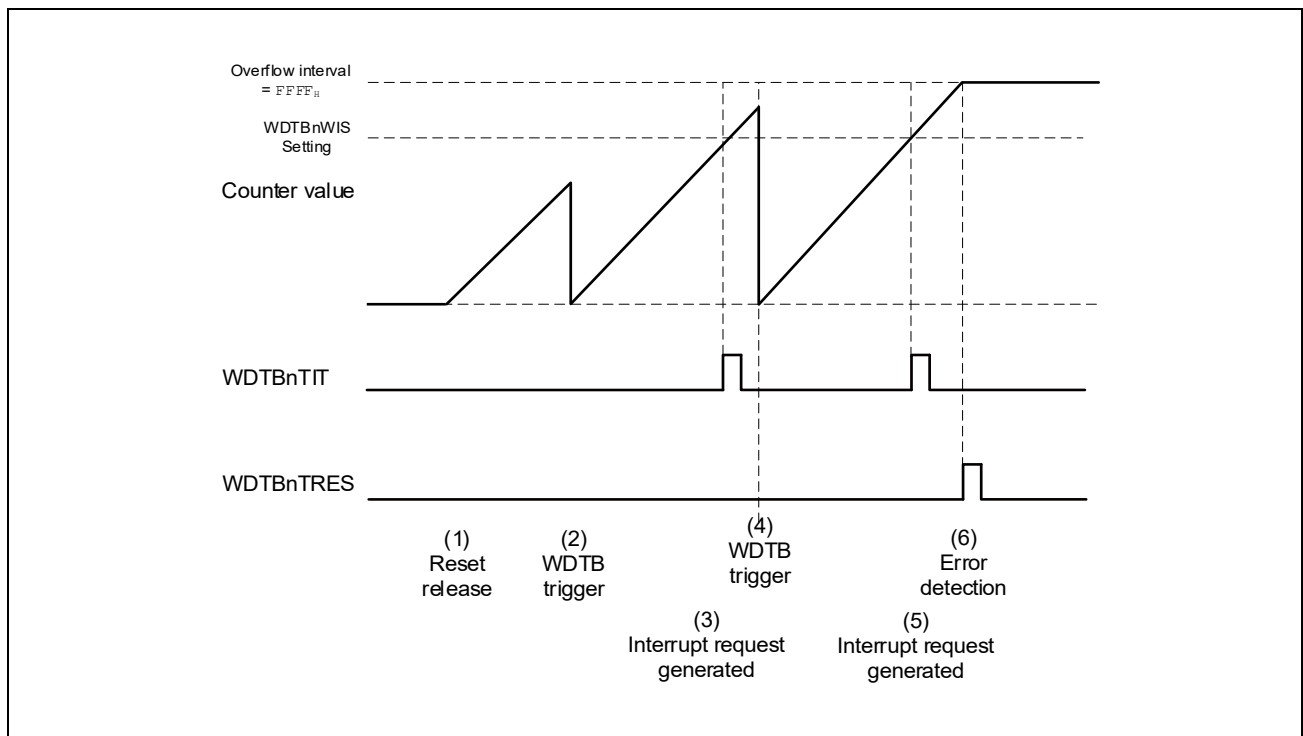 Overflow interval
= FFFFH
WDTBnWIS
Setting
Counter value
WDTBnTIT
WDTBnTRES
(1)
Reset
release
(2)
WDTB
trigger
(4)
WDTB
trigger
(6)
Error
detection
(3)
Interrupt request
generated
(5)
Interrupt request
generated